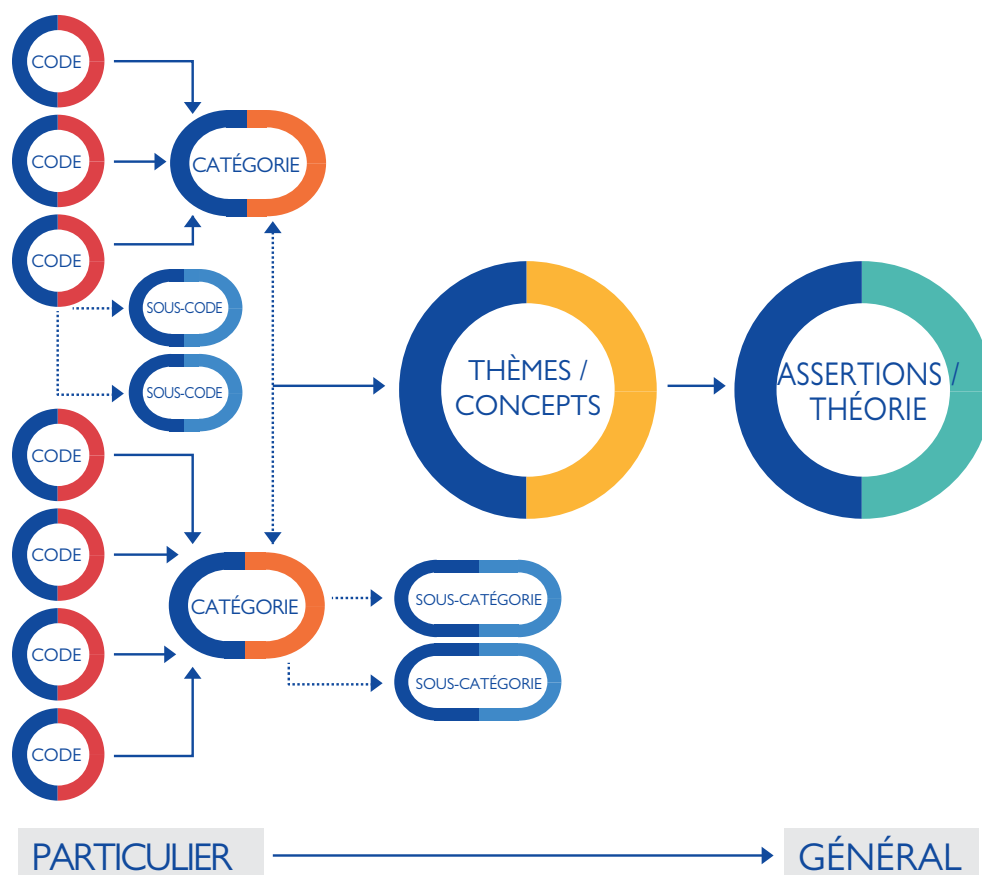 CODE
CODE
CATÉGORIE
CODE
SOUS-CODE
SOUS-CODE
THÈMES /
CONCEPTS
ASSERTIONS /
THÉORIE
CODE
CODE
CATÉGORIE
SOUS-CATÉGORIE
CODE
SOUS-CATÉGORIE
CODE
PARTICULIER
GÉNÉRAL